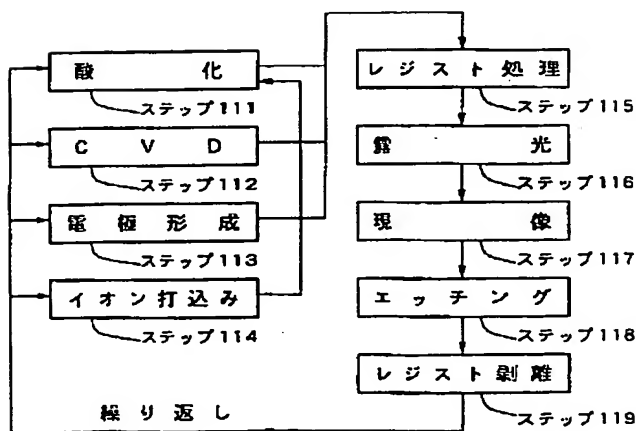 酸化
ステップ111
CVD
ステップ112
電極形成
ステップ113
イオン打込み
ステップ114
繰り返し
レジスト処理
ステップ115
露光
ステップ116
現像
ステップ117
エッチング
ステップ118
レジスト剥離
ステップ119